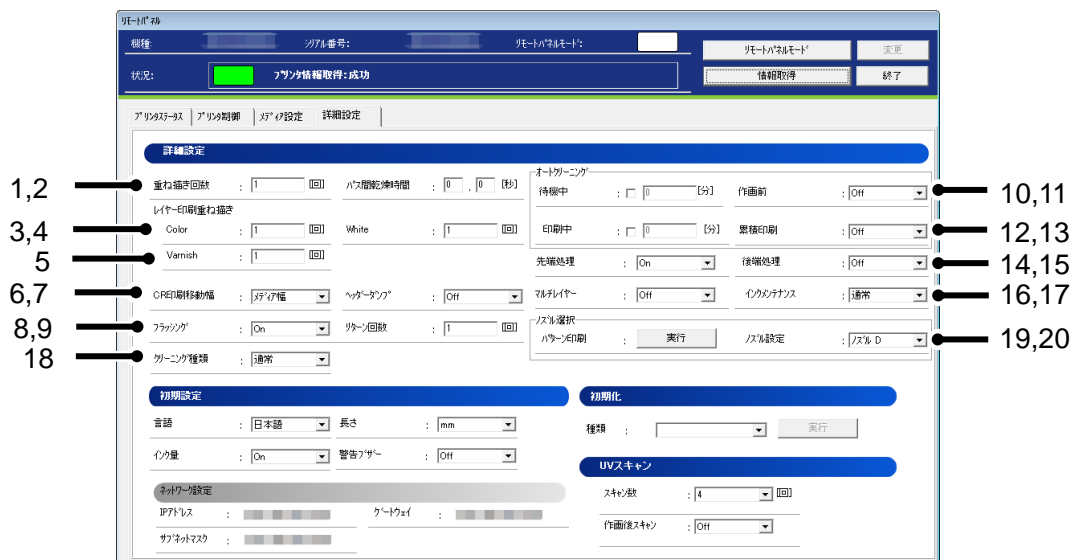 リモートパネル
機種: シリアル番号: リモートパネルモード: リモートパネルモード 変更
状況: プリンタ情報取得:成功 情報取得 終了
プリンタステータス プリンタ制御 メディア設定 詳細設定
詳細設定
オートクリーニング
1,2 重ね描き回数 : 1 [回] パス間乾燥時間 : 0 . 0 [秒] 待機中 : 0 [分] 作画前 : Off 10,11
レイヤー印刷重ね描き
3,4 Color : 1 [回] White : 1 [回] 印刷中 : 0 [分] 累積印刷 : Off 12,13
5 Varnish : 1 [回] 先端処理 : On 後端処理 : Off 14,15
6,7 CR印刷移動幅 : メディア幅 ヘッダーダンプ : Off マルチレイヤー : Off インクメンテナンス : 通常 16,17
ノズル選択
8,9 フラッシング : On リターン回数 : 1 [回] パターン印刷 : 実行 ノズル設定 : ノズル D 19,20
18 クリーニング種類 : 通常
初期設定 初期化
言語 : 日本語 長さ : mm 種類 : 実行
インク量 : On 警告ブザー : Off
UVスキャン
ネットワーク設定 スキャン数 : 4 [回]
IPアドレス : ゲートウェイ :
作画後スキャン : Off
サブネットマスク :